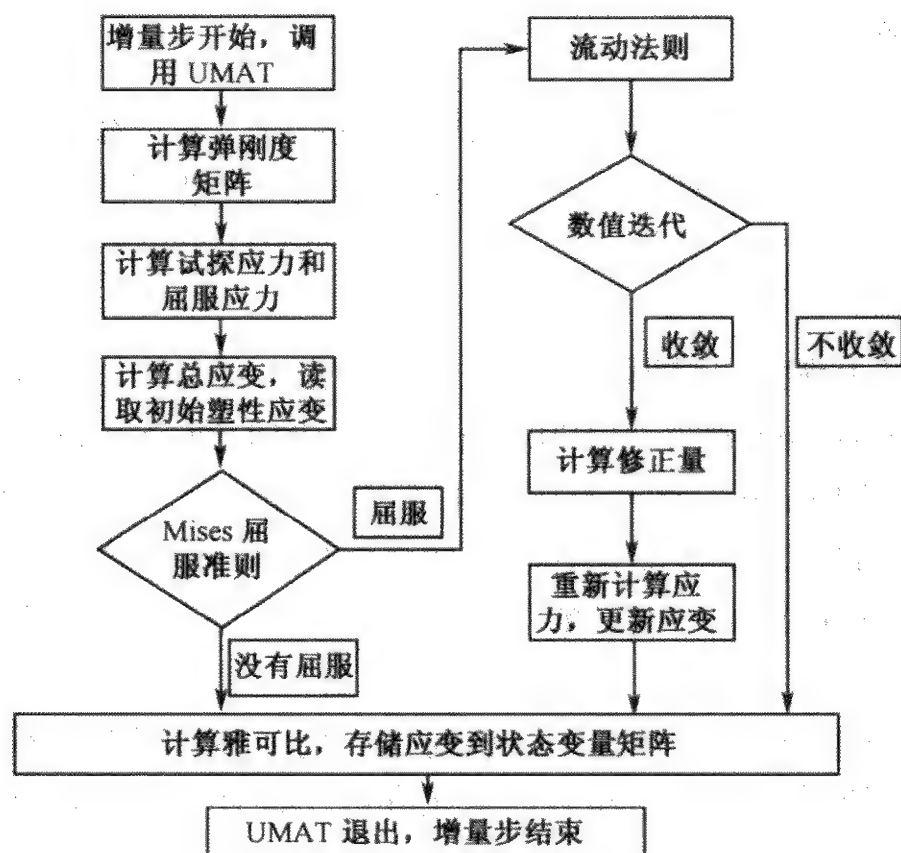 增量步开始，调
用 UMAT
计算弹刚度
矩阵
计算试探应力和
屈服应力
计算总应变，读
取初始塑性应变
Mises 屈
服准则
屈服
没有屈服
流动法则
数值迭代
收敛
不收敛
计算修正量
重新计算应
力，更新应变
计算雅可比，存储应变到状态变量矩阵
UMAT 退出，增量步结束